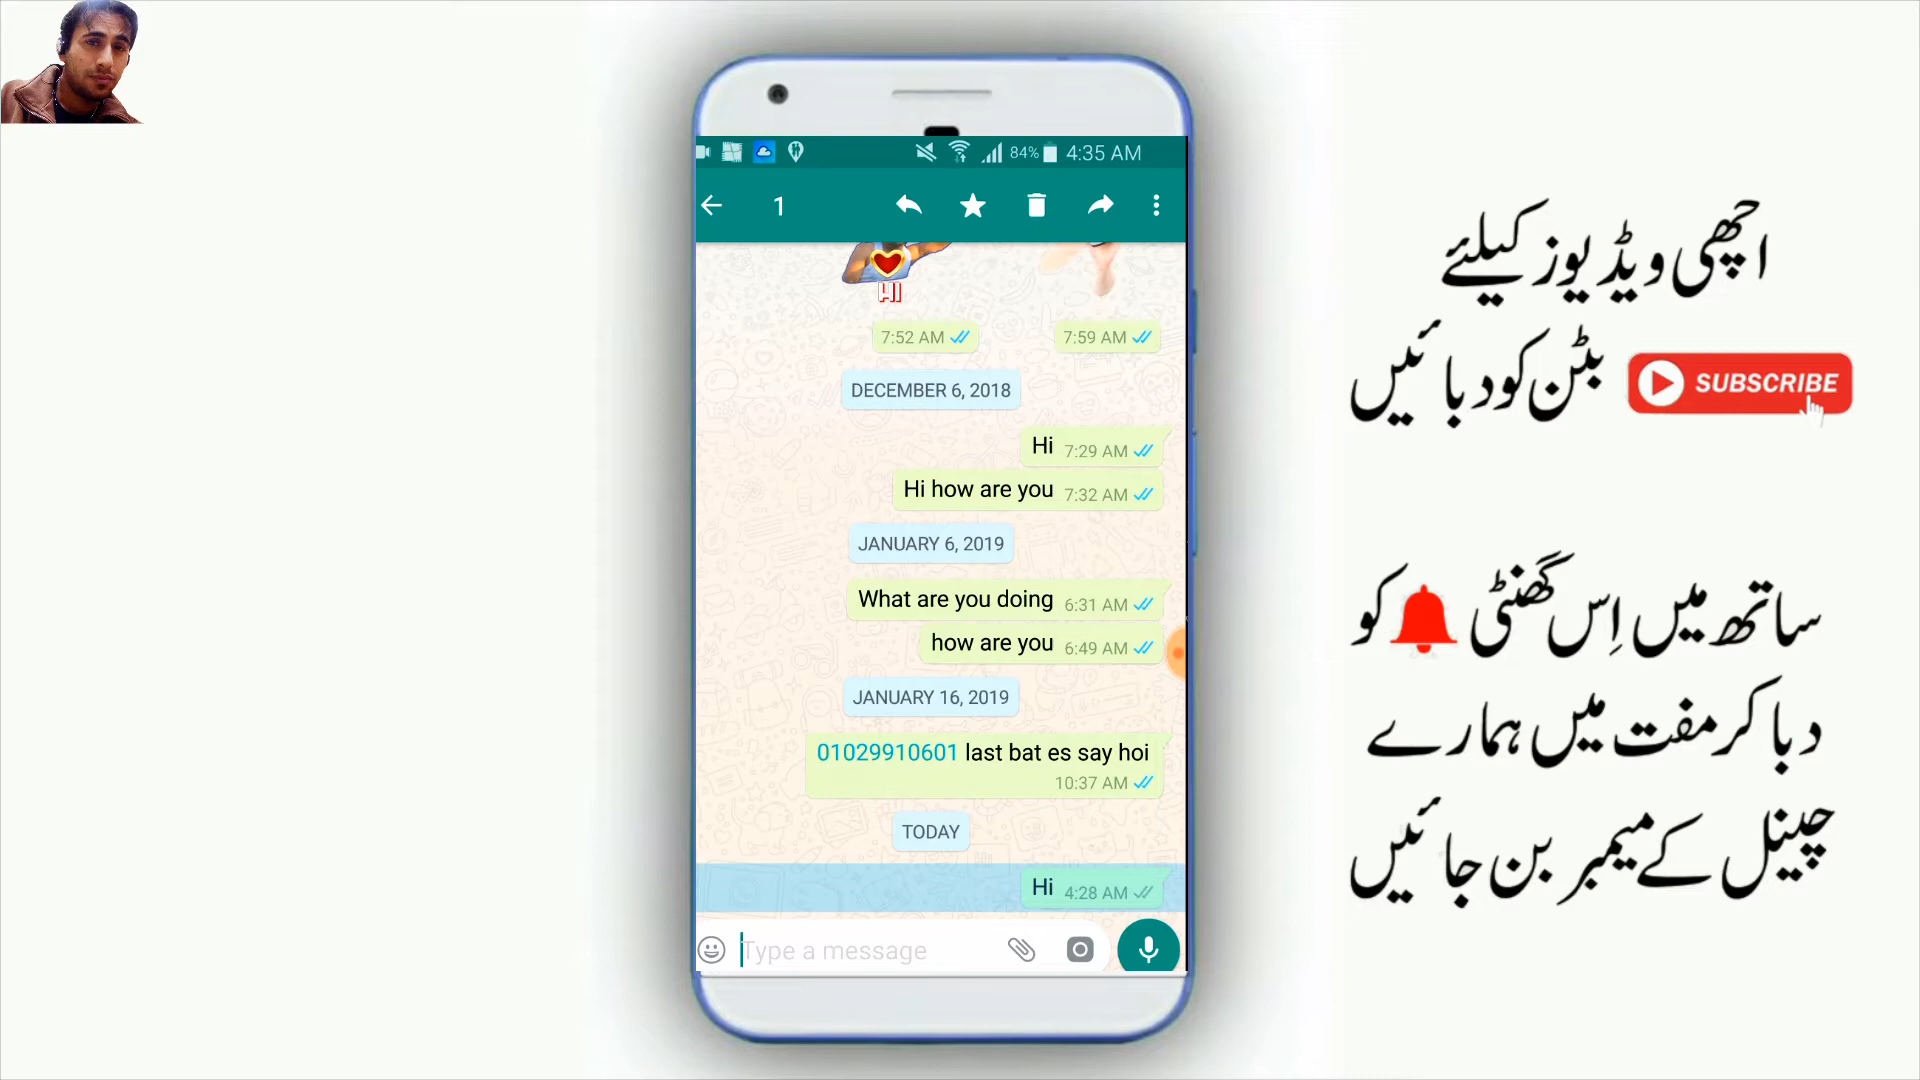 84% 4:35 AM
1
HI
7:52 AM
7:59 AM
DECEMBER 6, 2018
Hi 7:29 AM
Hi how are you 7:32 AM
JANUARY 6, 2019
What are you doing 6:31 AM
how are you 6:49 AM
JANUARY 16, 2019
01029910601 last bat es say hoi
10:37 AM
TODAY
Hi 4:28 AM
Type a message
اچھی ویڈیوز کیلئے
SUBSCRIBE بٹن کو دبائیں
ساتھ میں اِس گھنٹی کو
دبا کر مفت میں ہمارے
چینل کے میمبر بن جائیں